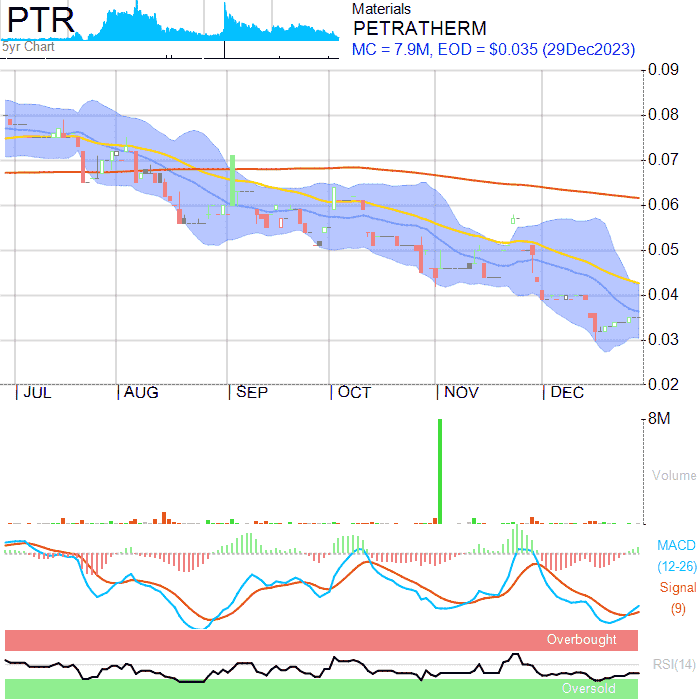 PTR
5yr Chart
Materials
PETRATHERM
MC = 7.9M, EOD = $0.035 (29Dec2023)
0.09
0.08
0.07
0.06
0.05
0.04
0.03
0.02
JUL AUG SEP OCT NOV DEC
8M
Volume
MACD
(12-26)
Signal
(9)
Overbought
RSI(14)
Oversold